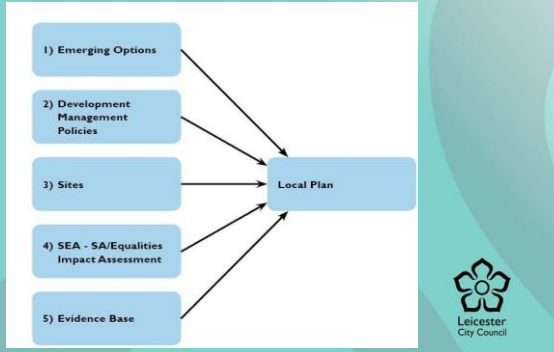 1) Emerging Options
2) Development
Management
Policies
3) Sites
Local Plan
4) SEA - SA/Equalities
Impact Assessment
5) Evidence Base
Leicester
City Council